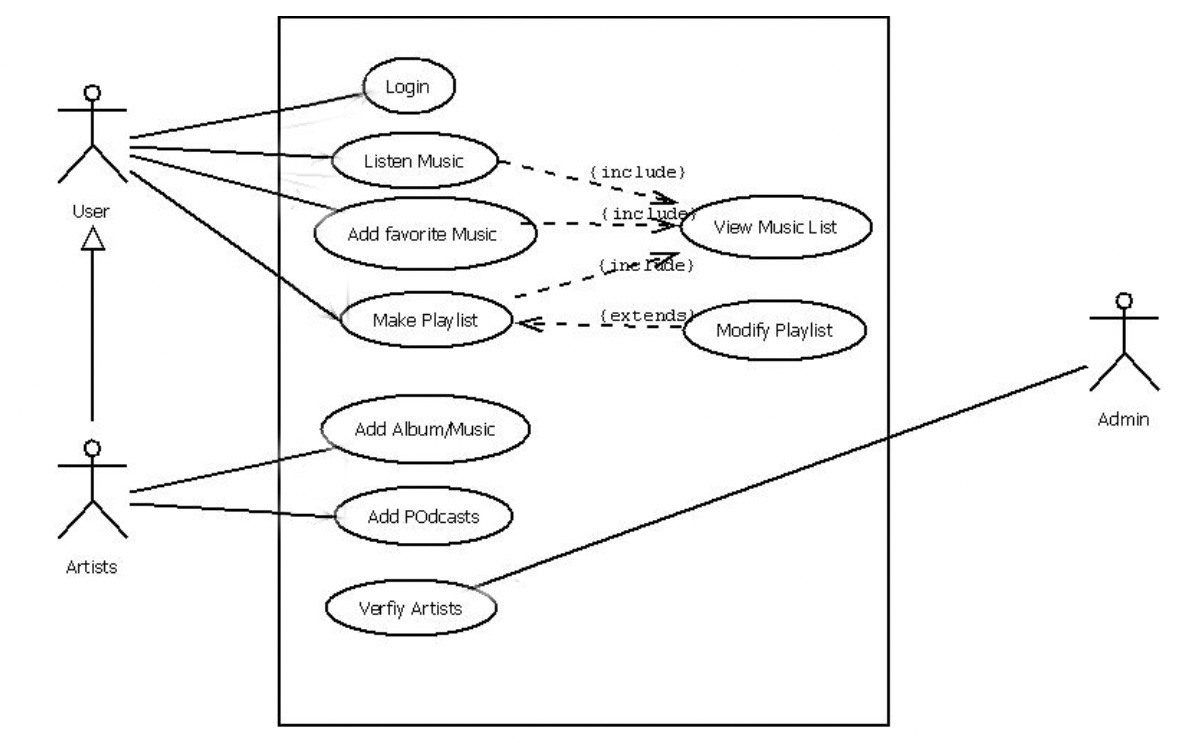 Login
User
Listen Music
{include}
Add favorite Music
{include}
View Music List
{include}
Make Playlist
{extends}
Modify Playlist
Admin
Add Album/Music
Artists
Add POdcasts
Verfiy Artists